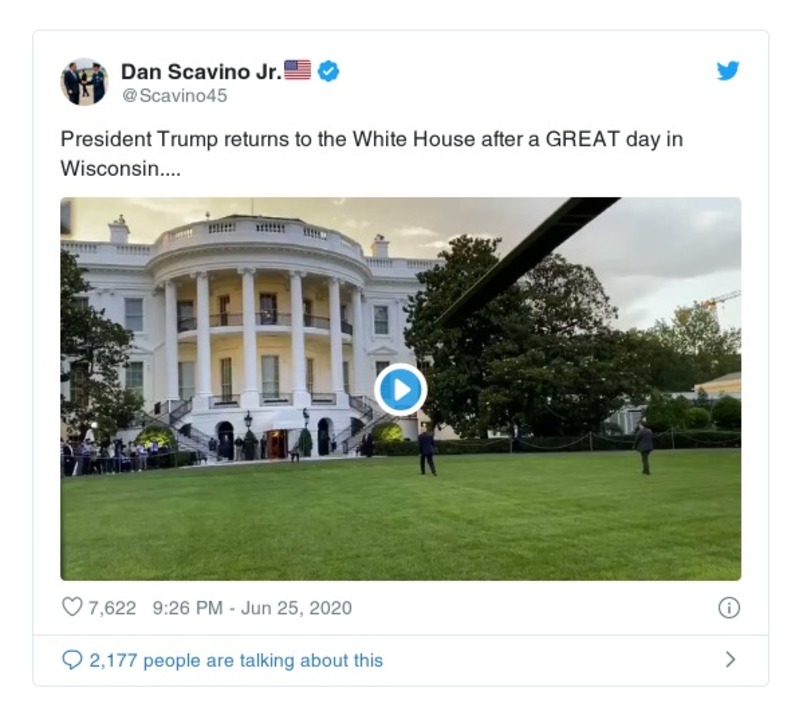 Dan Scavino Jr.🇺🇸
@Scavino45
President Trump returns to the White House after a GREAT day in
Wisconsin....
7,622 9:26 PM - Jun 25, 2020
2,177 people are talking about this